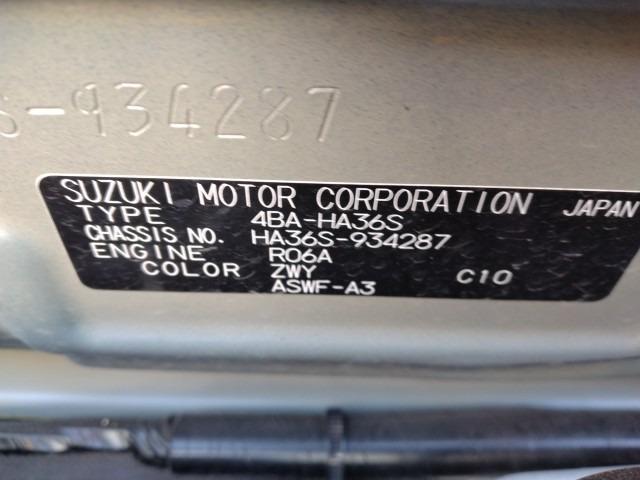 S-934287
SUZUKI MOTOR CORPORATION JAPAN
TYPE 4BA-HA36S
CHASSIS NO. HA36S-934287
ENGINE R06A
COLOR ZWY C10
ASWF-A3